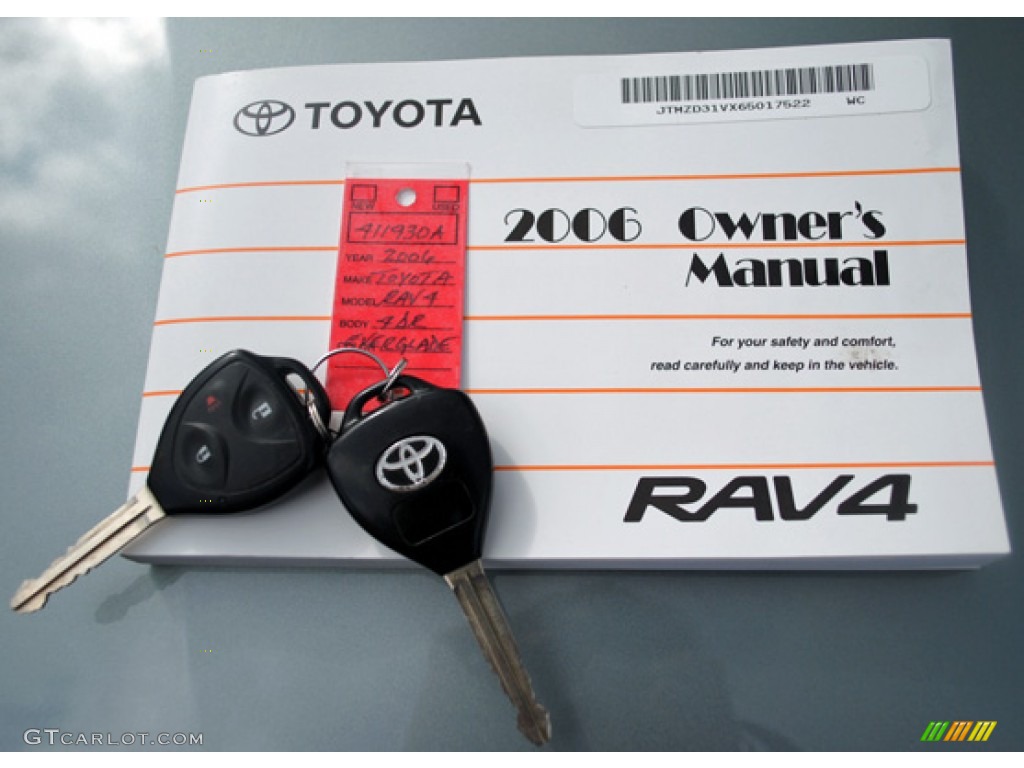 TOYOTA
JTMZD31VX65017522 WC
NEW USED
411930A
YEAR 2006
MAKE TOYOTA
MODEL RAV4
BODY 4DR
EVERGLADE
2006 Owner's
Manual
For your safety and comfort,
read carefully and keep in the vehicle.
RAV4
GTCARLOT.COM